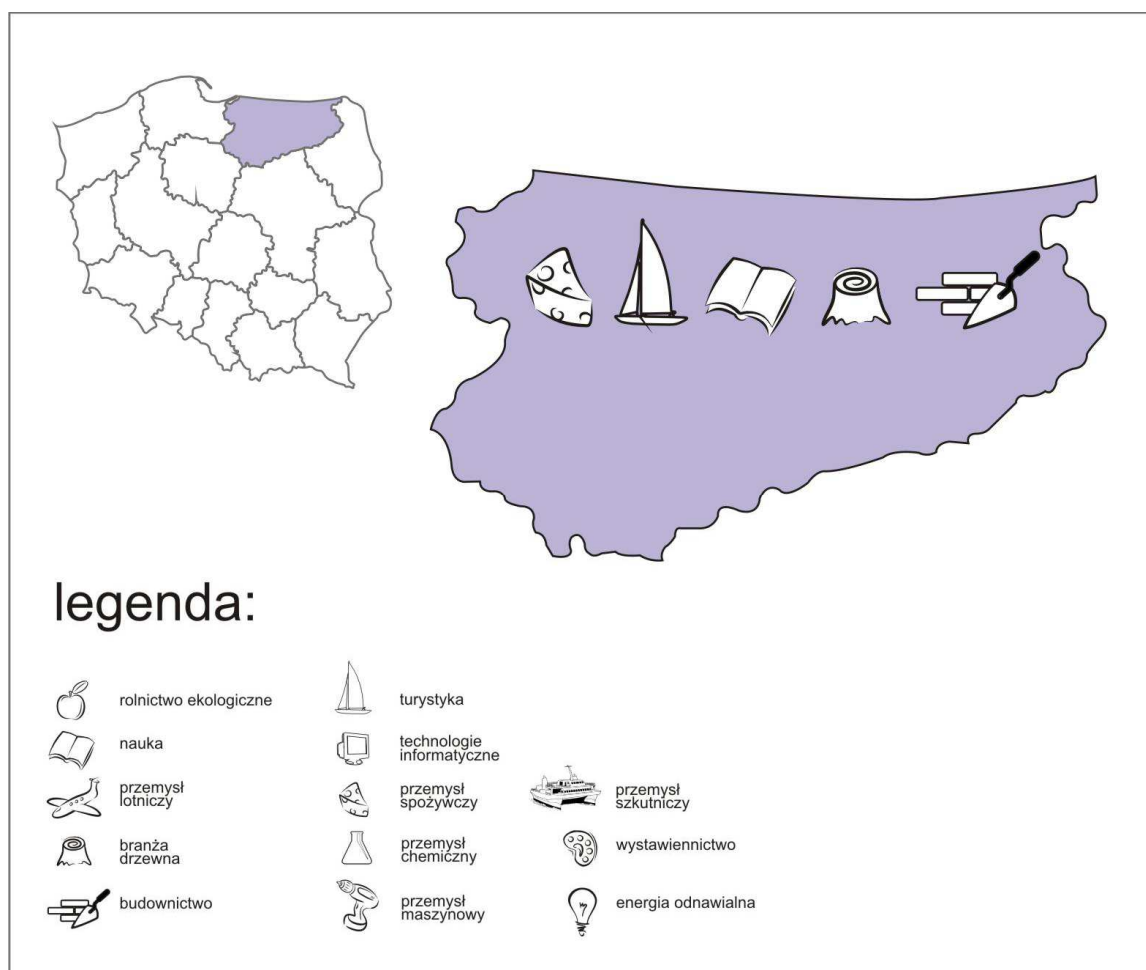 legenda:
rolnictwo ekologiczne
nauka
przemysł
lotniczy
branża
drzewna
budownictwo
turystyka
technologie
informatyczne
przemysł
spożywczy
przemysł
chemiczny
przemysł
maszynowy
przemysł
szkutniczy
wystawiennictwo
energia odnawialna